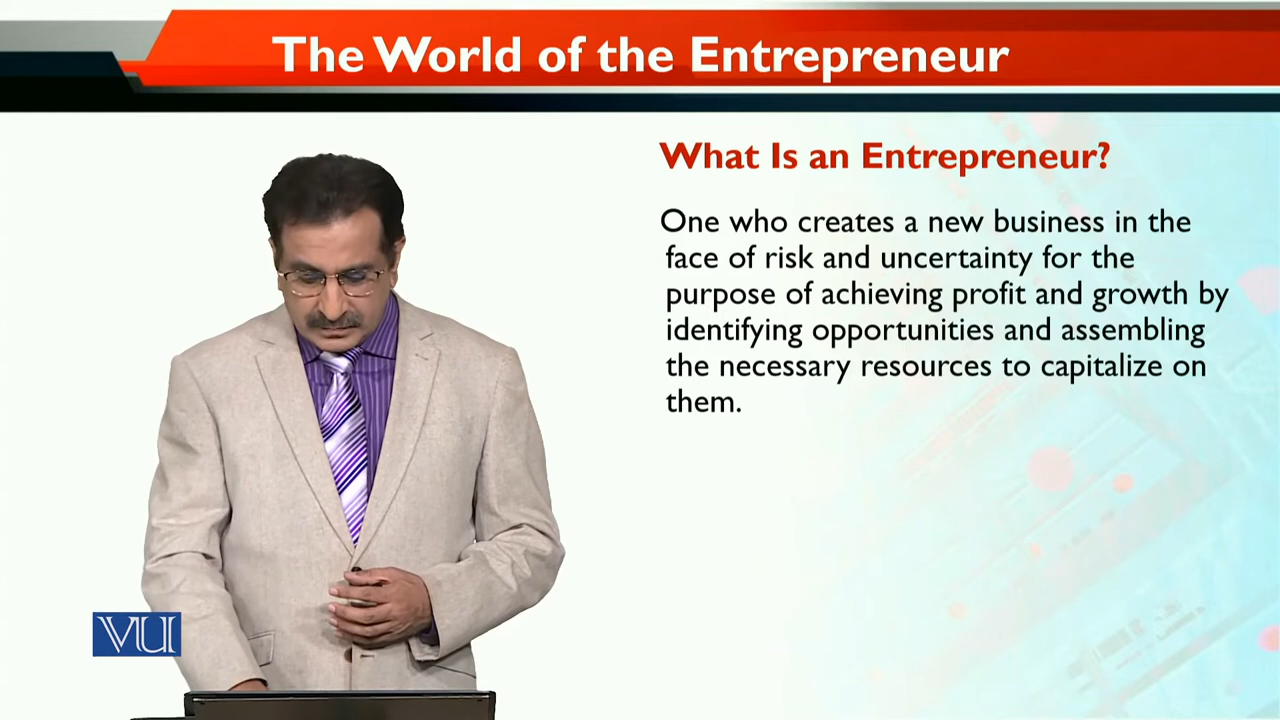 The World of the Entrepreneur
What Is an Entrepreneur?
One who creates a new business in the
face of risk and uncertainty for the
purpose of achieving profit and growth by
identifying opportunities and assembling
the necessary resources to capitalize on
them.
VU